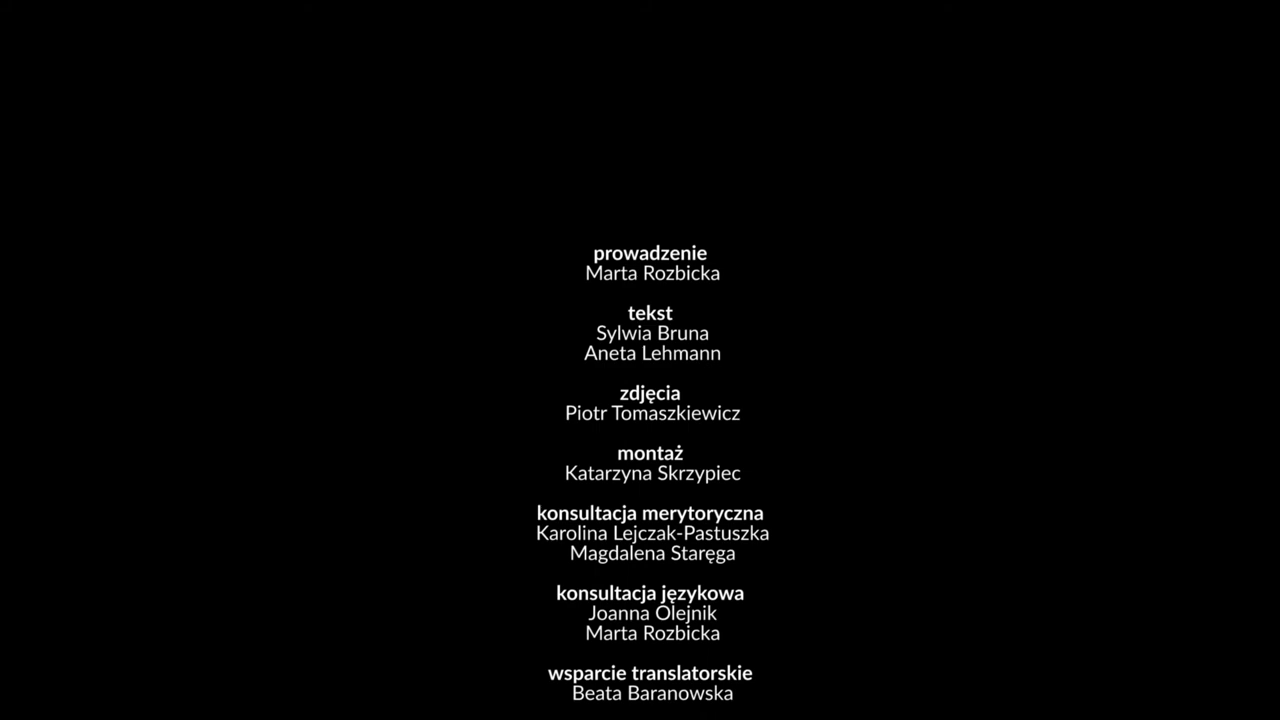 prowadzenie
Marta Rozbicka
tekst
Sylwia Bruna
Aneta Lehmann
zdjęcia
Piotr Tomaszkiewicz
montaż
Katarzyna Skrzypiec
konsultacja merytoryczna
Karolina Lejczak-Pastuszka
Magdalena Staręga
konsultacja językowa
Joanna Olejnik
Marta Rozbicka
wsparcie translatorskie
Beata Baranowska